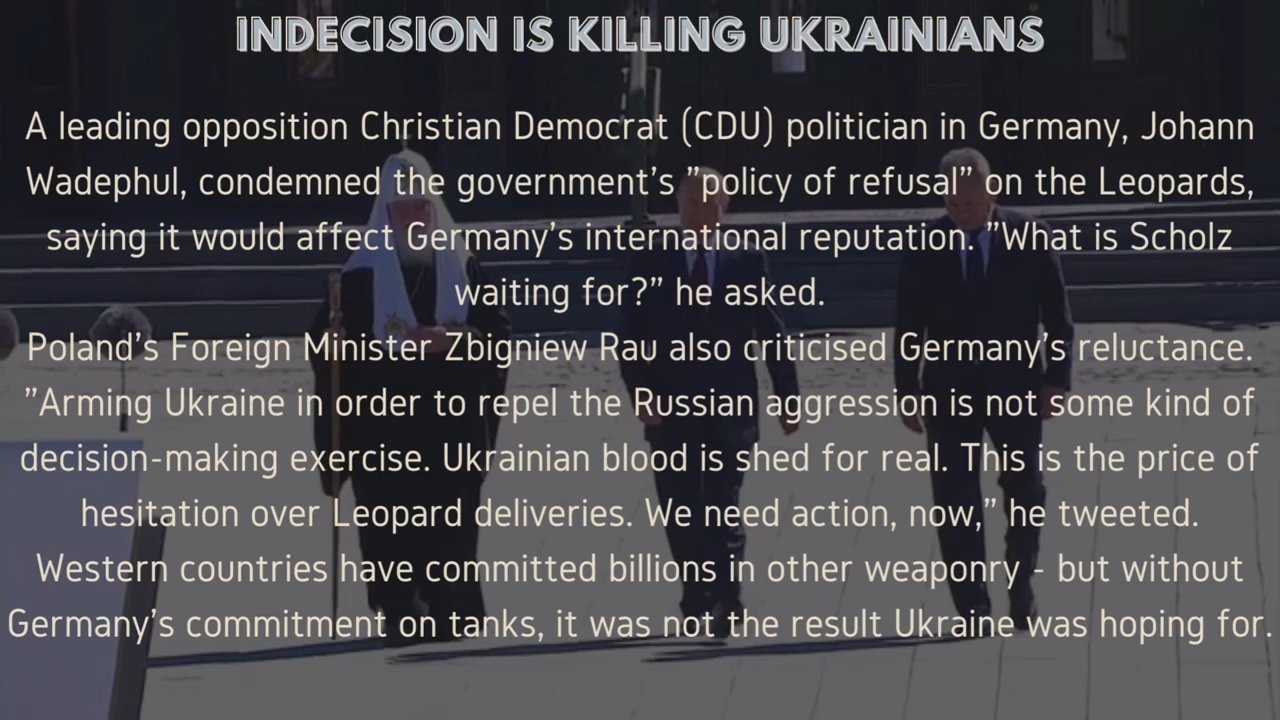 INDECISION IS KILLING UKRAINIANS
A leading opposition Christian Democrat (CDU) politician in Germany, Johann
Wadephul, condemned the government's "policy of refusal" on the Leopards,
saying it would affect Germany's international reputation. "What is Scholz
waiting for?" he asked.
Poland's Foreign Minister Zbigniew Rau also criticised Germany's reluctance.
"Arming Ukraine in order to repel the Russian aggression is not some kind of
decision-making exercise. Ukrainian blood is shed for real. This is the price of
hesitation over Leopard deliveries. We need action, now," he tweeted.
Western countries have committed billions in other weaponry - but without
Germany's commitment on tanks, it was not the result Ukraine was hoping for.